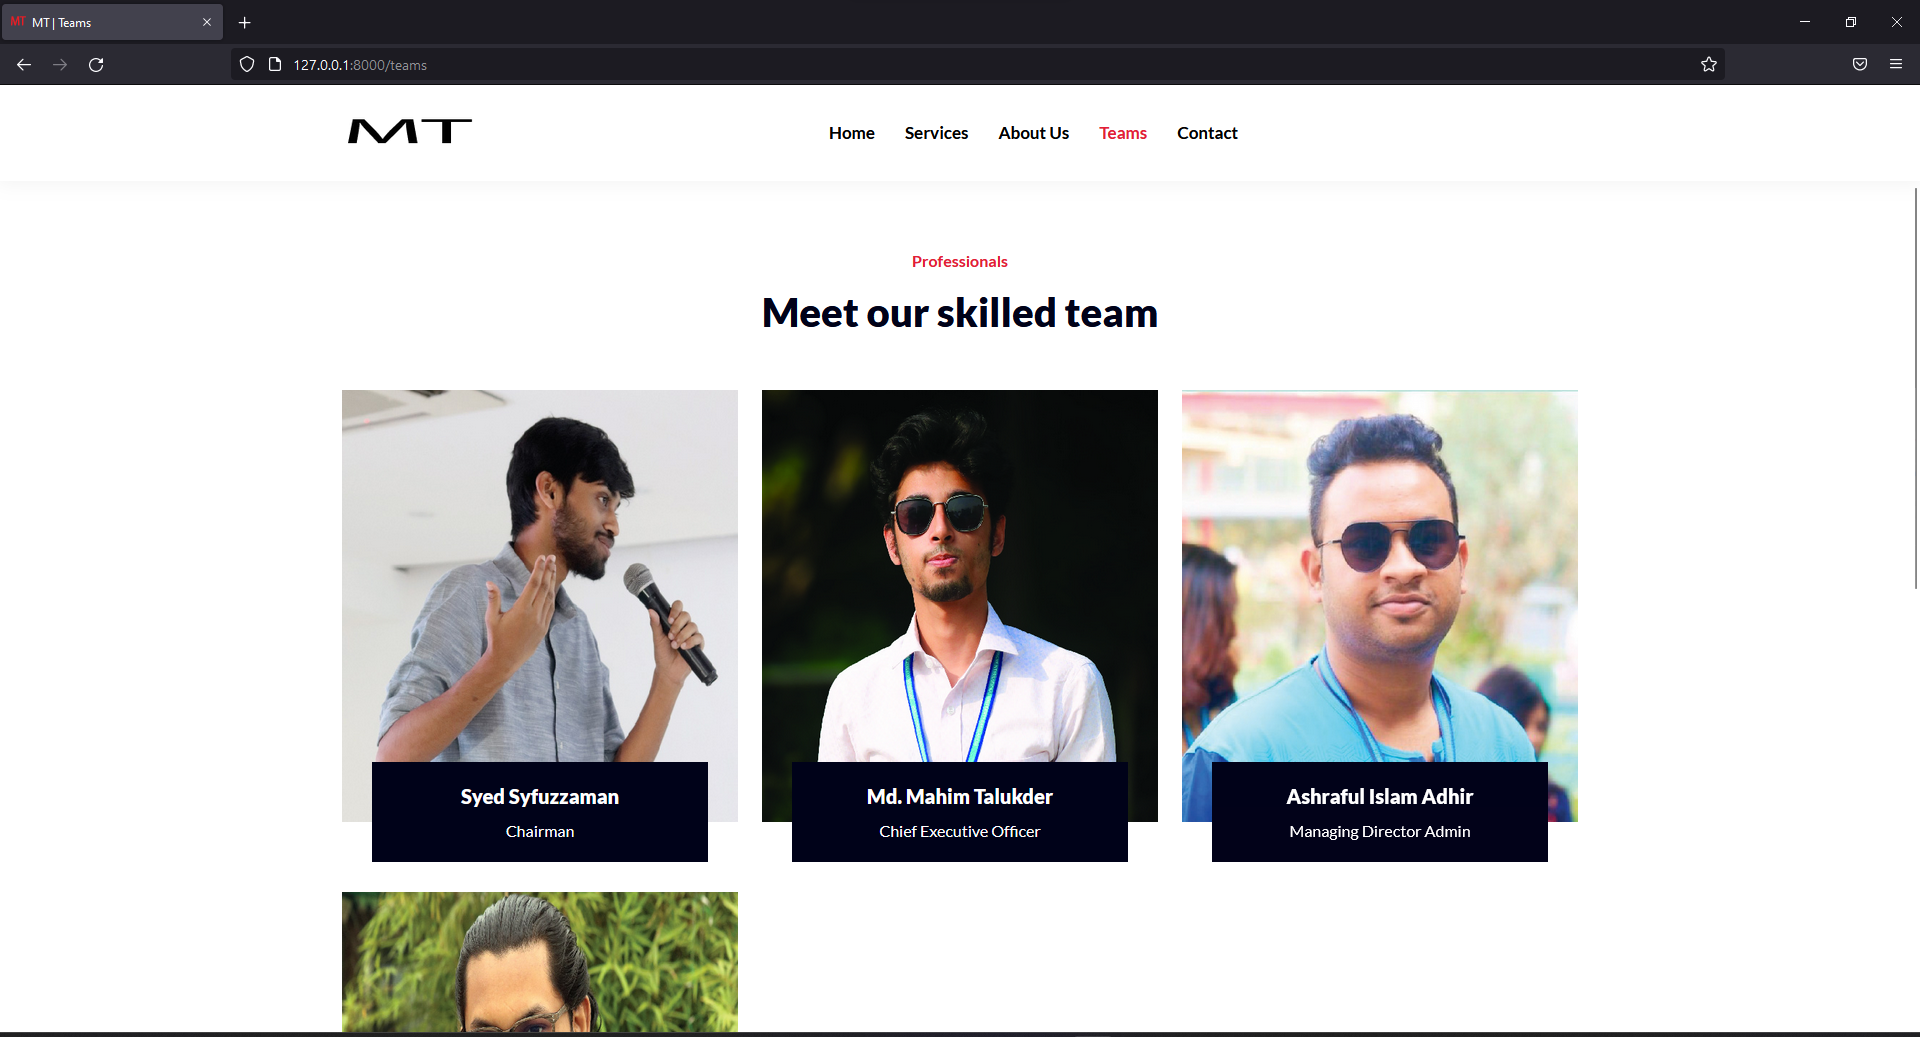 MT MT | Teams
127.0.0.1:8000/teams
MT
Home Services About Us Teams Contact
Professionals
Meet our skilled team
Syed Syfuzzaman
Chairman
Md. Mahim Talukder
Chief Executive Officer
Ashraful Islam Adhir
Managing Director Admin